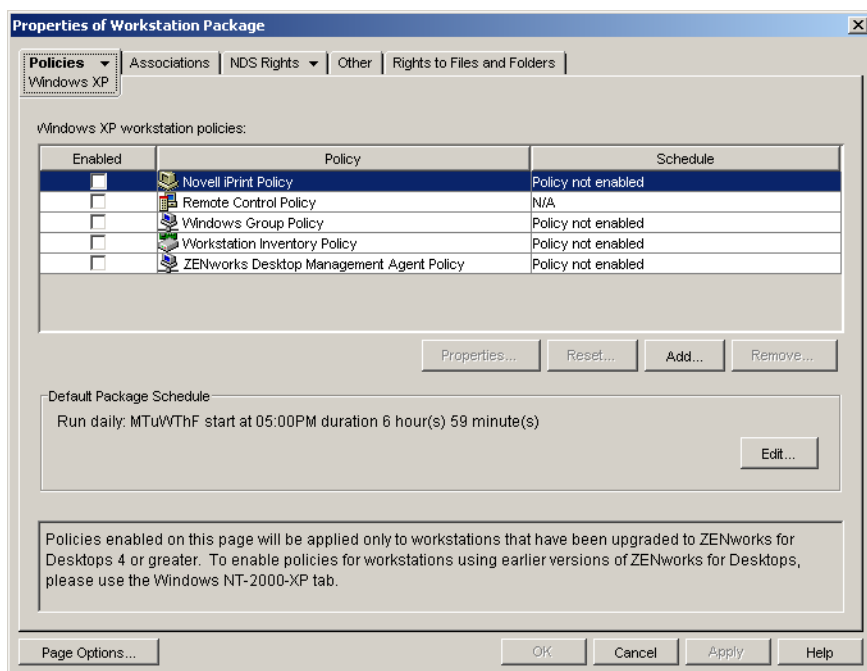 Properties of Workstation Package
Policies Associations NDS Rights Other Rights to Files and Folders
Windows XP
Windows XP workstation policies:
Enabled Policy Schedule
Novell iPrint Policy Policy not enabled
Remote Control Policy N/A
Windows Group Policy Policy not enabled
Workstation Inventory Policy Policy not enabled
ZENworks Desktop Management Agent Policy Policy not enabled
Properties... Reset... Add... Remove...
Default Package Schedule
Run daily: MTuWThF start at 05:00PM duration 6 hour(s) 59 minute(s)
Edit...
Policies enabled on this page will be applied only to workstations that have been upgraded to ZENworks for
Desktops 4 or greater. To enable policies for workstations using earlier versions of ZENworks for Desktops,
please use the Windows NT-2000-XP tab.
Page Options... OK Cancel Apply Help